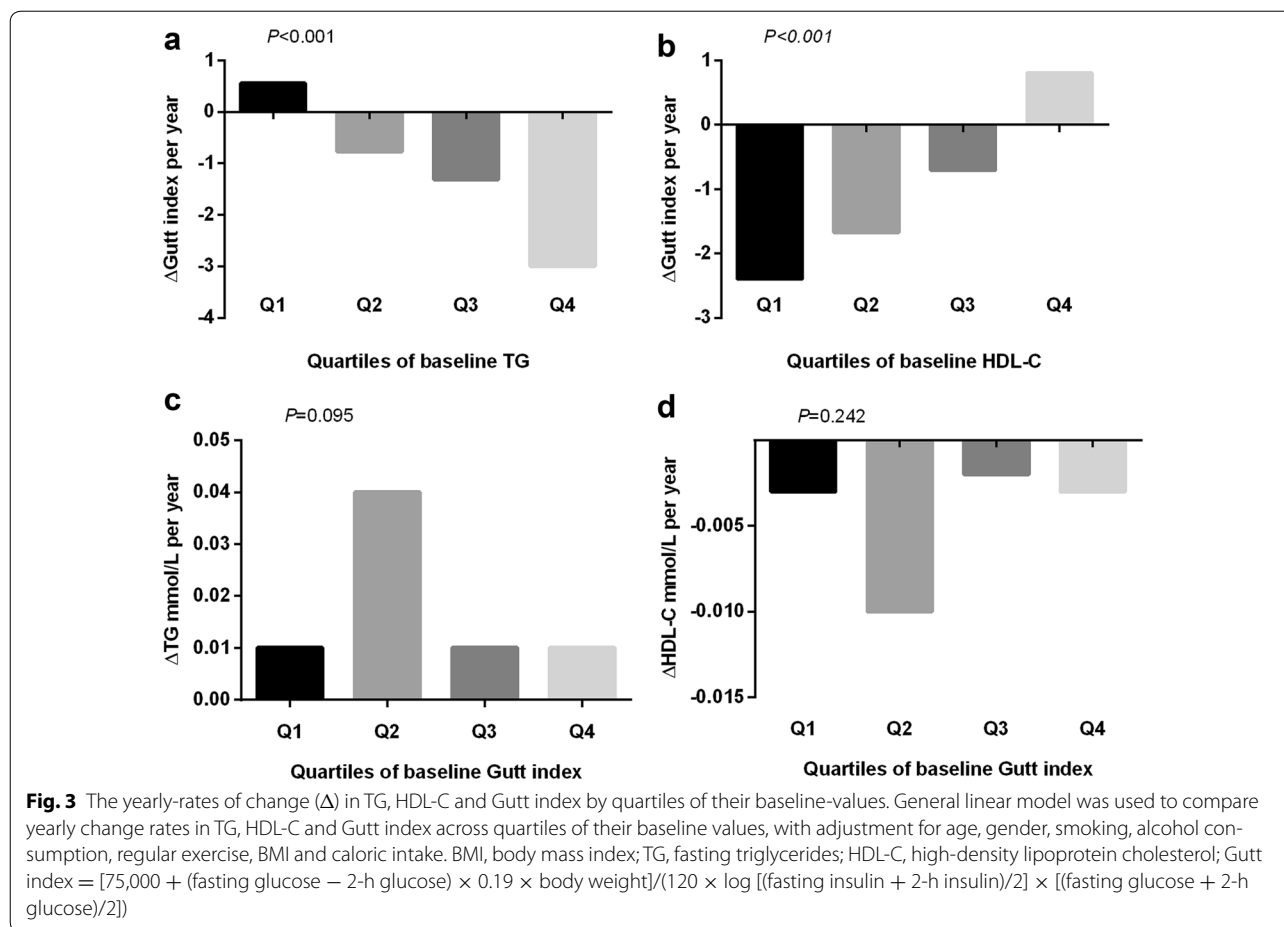 a
P<0.001
1
0
-1
-2
-3
-4
ΔGutt index per year
Q1 Q2 Q3 Q4
Quartiles of baseline TG
b
P<0.001
1
0
-1
-2
-3
ΔGutt index per year
Q1 Q2 Q3 Q4
Quartiles of baseline HDL-C
c
P=0.095
0.05
0.04
0.03
0.02
0.01
0.00
ΔTG mmol/L per year
Q1 Q2 Q3 Q4
Quartiles of baseline Gutt index
d
P=0.242
-0.005
-0.010
-0.015
ΔHDL-C mmol/L per year
Q1 Q2 Q3 Q4
Quartiles of baseline Gutt index
Fig. 3 The yearly-rates of change (Δ) in TG, HDL-C and Gutt index by quartiles of their baseline-values. General linear model was used to compare
yearly change rates in TG, HDL-C and Gutt index across quartiles of their baseline values, with adjustment for age, gender, smoking, alcohol con-
sumption, regular exercise, BMI and caloric intake. BMI, body mass index; TG, fasting triglycerides; HDL-C, high-density lipoprotein cholesterol; Gutt
index = [75,000 + (fasting glucose − 2-h glucose) × 0.19 × body weight]/(120 × log [(fasting insulin + 2-h insulin)/2] × [(fasting glucose + 2-h
glucose)/2])